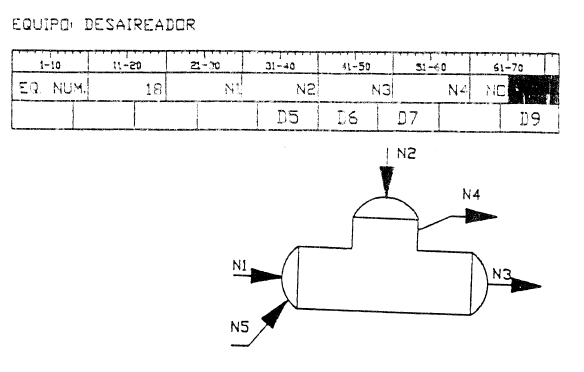 EQUIPO: DESAIREADOR
1-10 11-20 21-30 31-40 41-50 51-60 61-70
EQ. NUM. 18 N1 N2 N3 N4 NC
D5 D6 D7 D9
N2
N4
N1
N3
N5